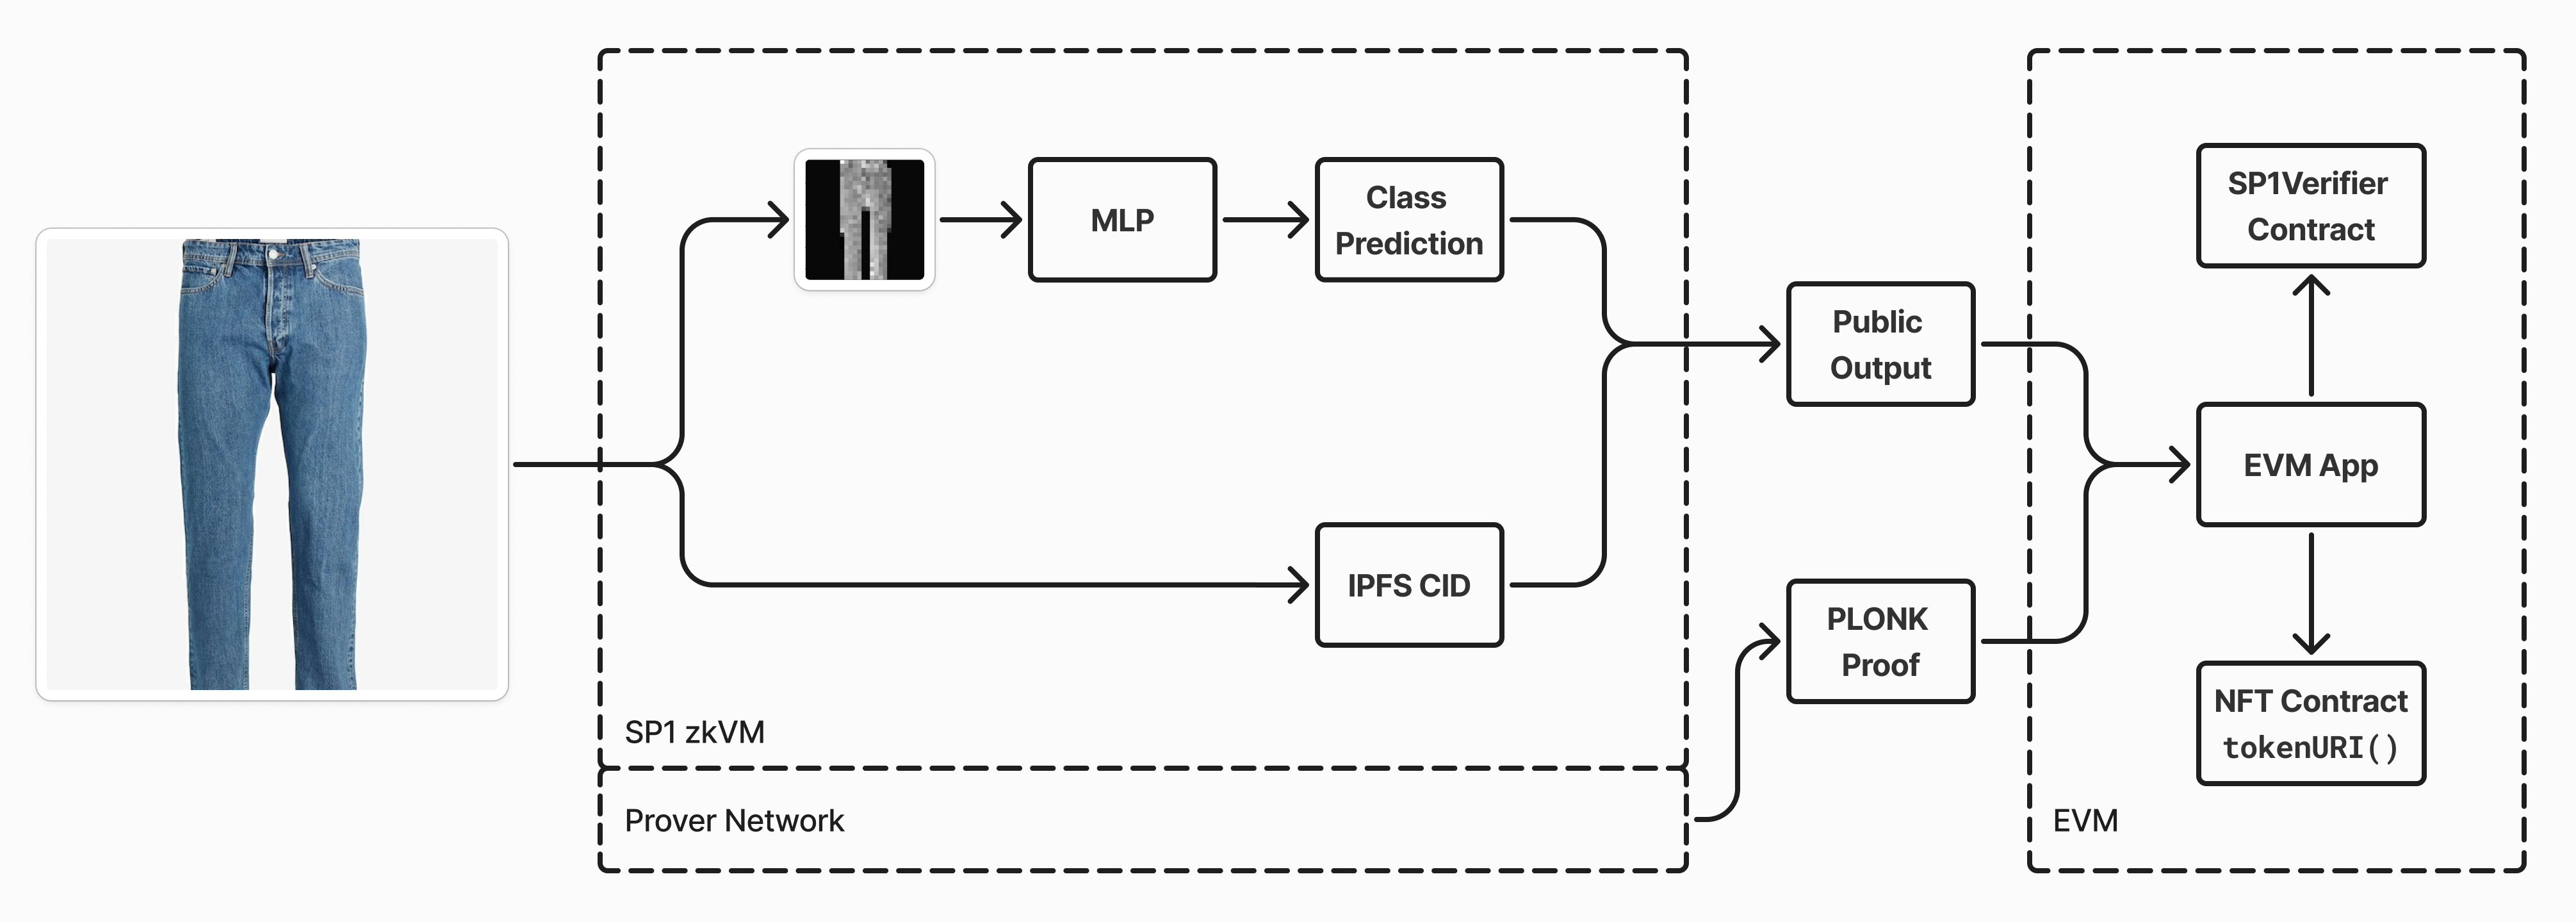 MLP
Class
Prediction
IPFS CID
SP1 zkVM
Prover Network
Public
Output
PLONK
Proof
SP1Verifier
Contract
EVM App
NFT Contract
tokenURI()
EVM